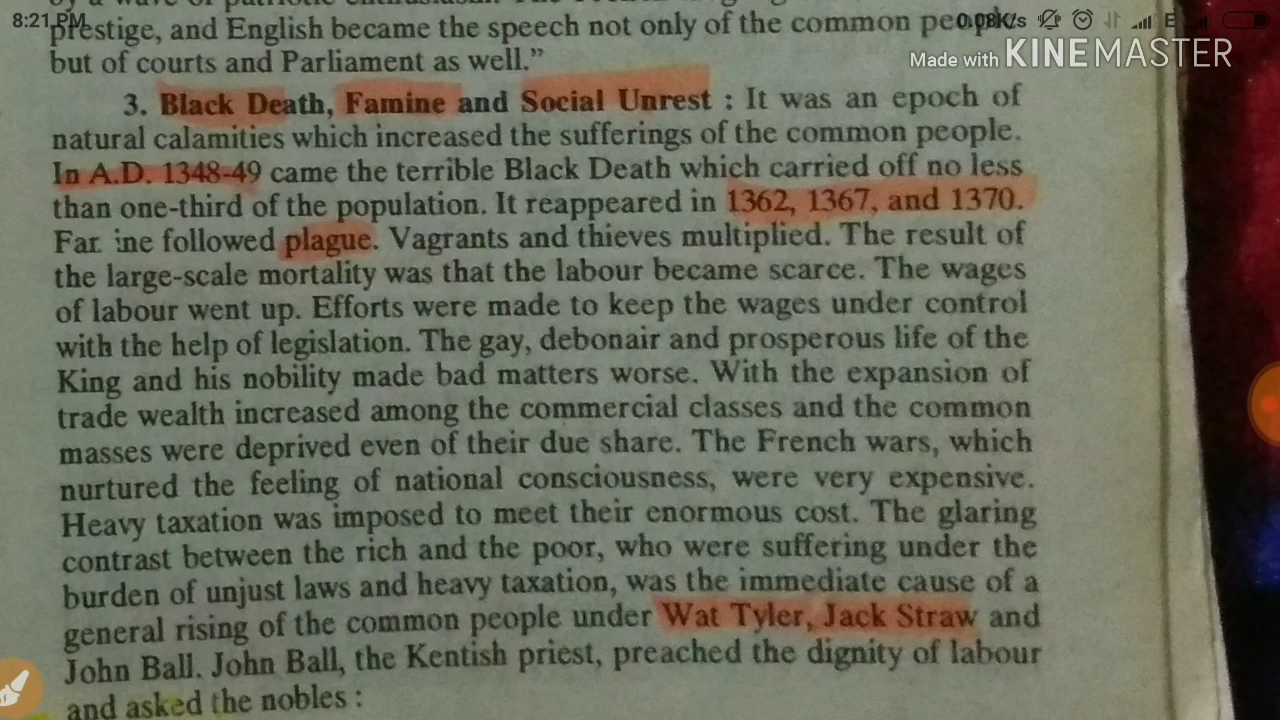 by a wave of patriotic enthusiasm. The
8:21 PM
0.08K/s
E
prestige, and English became the speech not only of the common people
Made with KINEMASTER
but of courts and Parliament as well.”
3. Black Death, Famine and Social Unrest : It was an epoch of
natural calamities which increased the sufferings of the common people.
In A.D. 1348-49 came the terrible Black Death which carried off no less
than one-third of the population. It reappeared in 1362, 1367, and 1370.
Far. ine followed plague. Vagrants and thieves multiplied. The result of
the large-scale mortality was that the labour became scarce. The wages
of labour went up. Efforts were made to keep the wages under control
with the help of legislation. The gay, debonair and prosperous life of the
King and his nobility made bad matters worse. With the expansion of
trade wealth increased among the commercial classes and the common
masses were deprived even of their due share. The French wars, which
nurtured the feeling of national consciousness, were very expensive.
Heavy taxation was imposed to meet their enormous cost. The glaring
contrast between the rich and the poor, who were suffering under the
burden of unjust laws and heavy taxation, was the immediate cause of a
general rising of the common people under Wat Tyler, Jack Straw and
John Ball. John Ball, the Kentish priest, preached the dignity of labour
and asked the nobles :